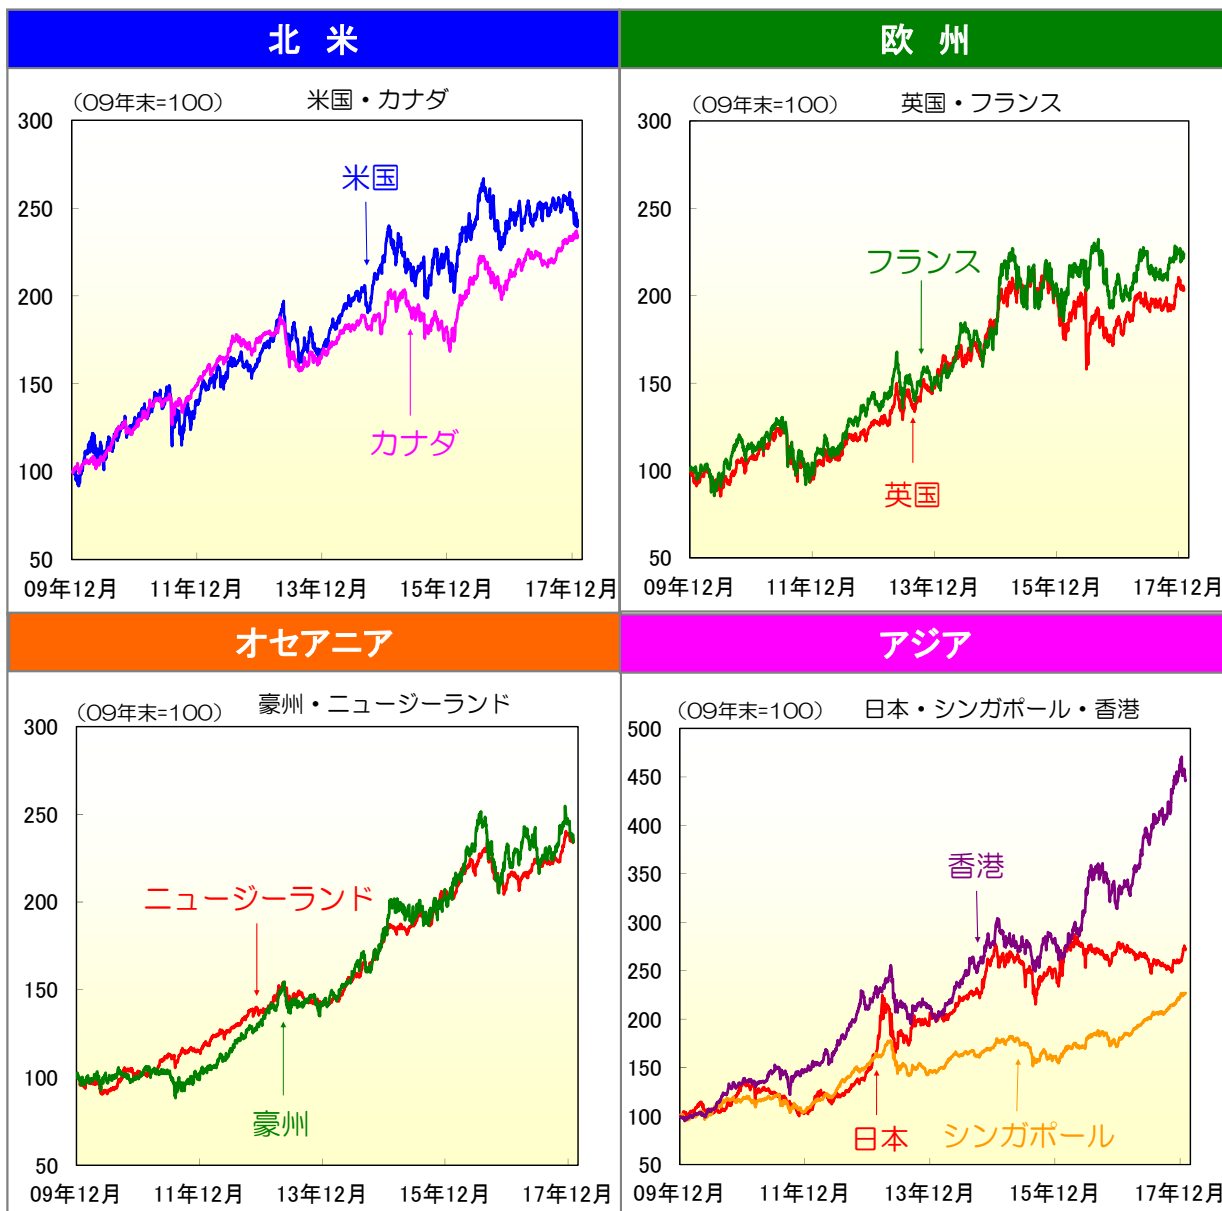 北 米
(09年末=100) 米国・カナダ
300
250
200
150
100
50
米国
カナダ
09年12月 11年12月 13年12月 15年12月 17年12月
欧 州
(09年末=100) 英国・フランス
300
250
200
150
100
50
フランス
英国
09年12月 11年12月 13年12月 15年12月 17年12月
オセアニア
(09年末=100) 豪州・ニュージーランド
300
250
200
150
100
50
ニュージーランド
豪州
09年12月 11年12月 13年12月 15年12月 17年12月
アジア
(09年末=100) 日本・シンガポール・香港
500
450
400
350
300
250
200
150
100
50
香港
日本 シンガポール
09年12月 11年12月 13年12月 15年12月 17年12月